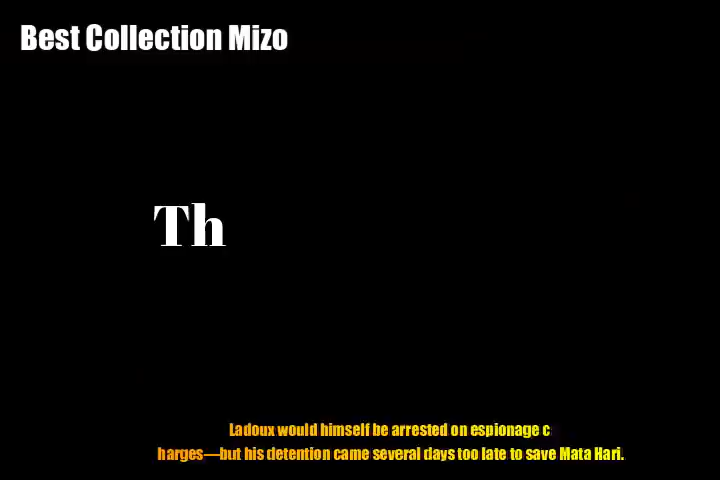 Best Collection Mizo
Th
Ladoux would himself be arrested on espionage c
harges—but his detention came several days too late to save Mata Hari.